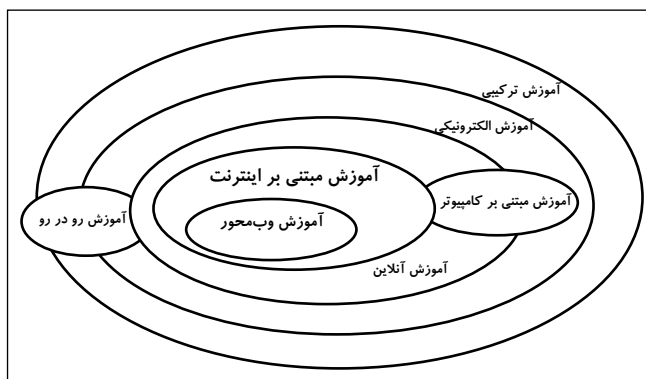 آموزش ترکیبی
آموزش الکترونیکی
آموزش مبتنی بر اینترنت
آموزش مبتنی بر کامپیوتر
آموزش رو در رو
آموزش وب‌محور
آموزش آنلاین